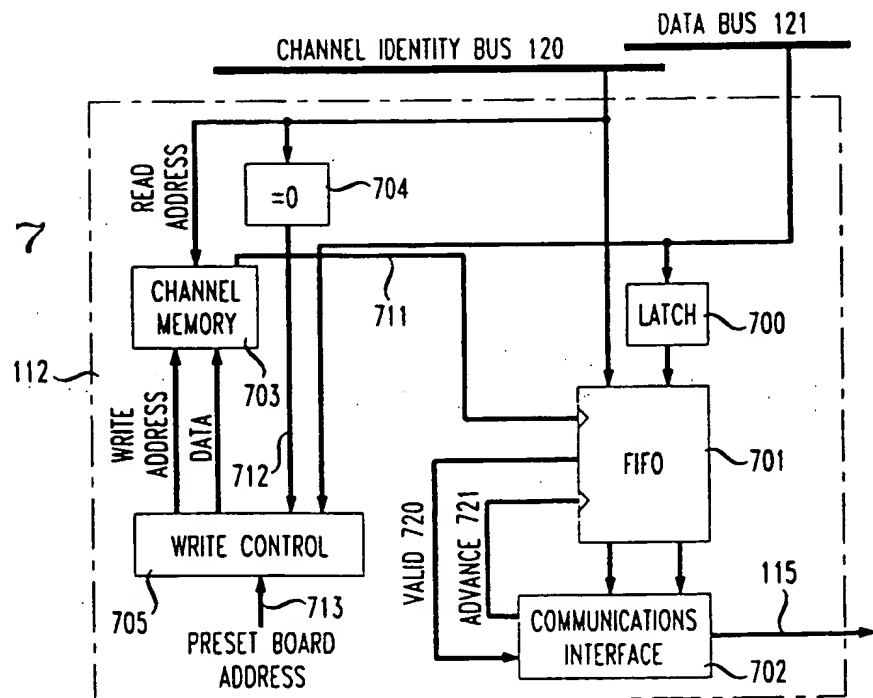 DATA BUS 121
CHANNEL IDENTITY BUS 120
READ
ADDRESS
=0
704
7
CHANNEL
MEMORY
711
LATCH
700
703
112
WRITE
ADDRESS
DATA
712
FIFO
701
VALID 720
ADVANCE 721
WRITE CONTROL
705
713
PRESET BOARD
ADDRESS
COMMUNICATIONS
INTERFACE
115
702